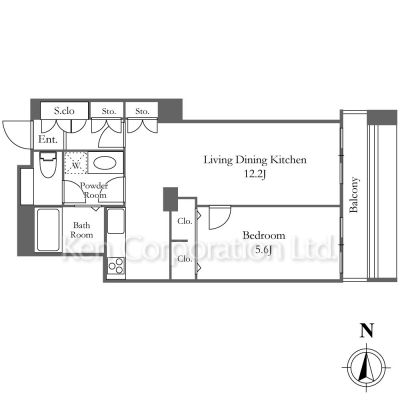 S.clo
Sto.
Sto.
Ent.
W.
Powder
Room
Living Dining Kitchen
12.2J
Balcony
Clo.
Bath
Room
Bedroom
5.6J
Clo.
Ken Corporation Ltd.
N